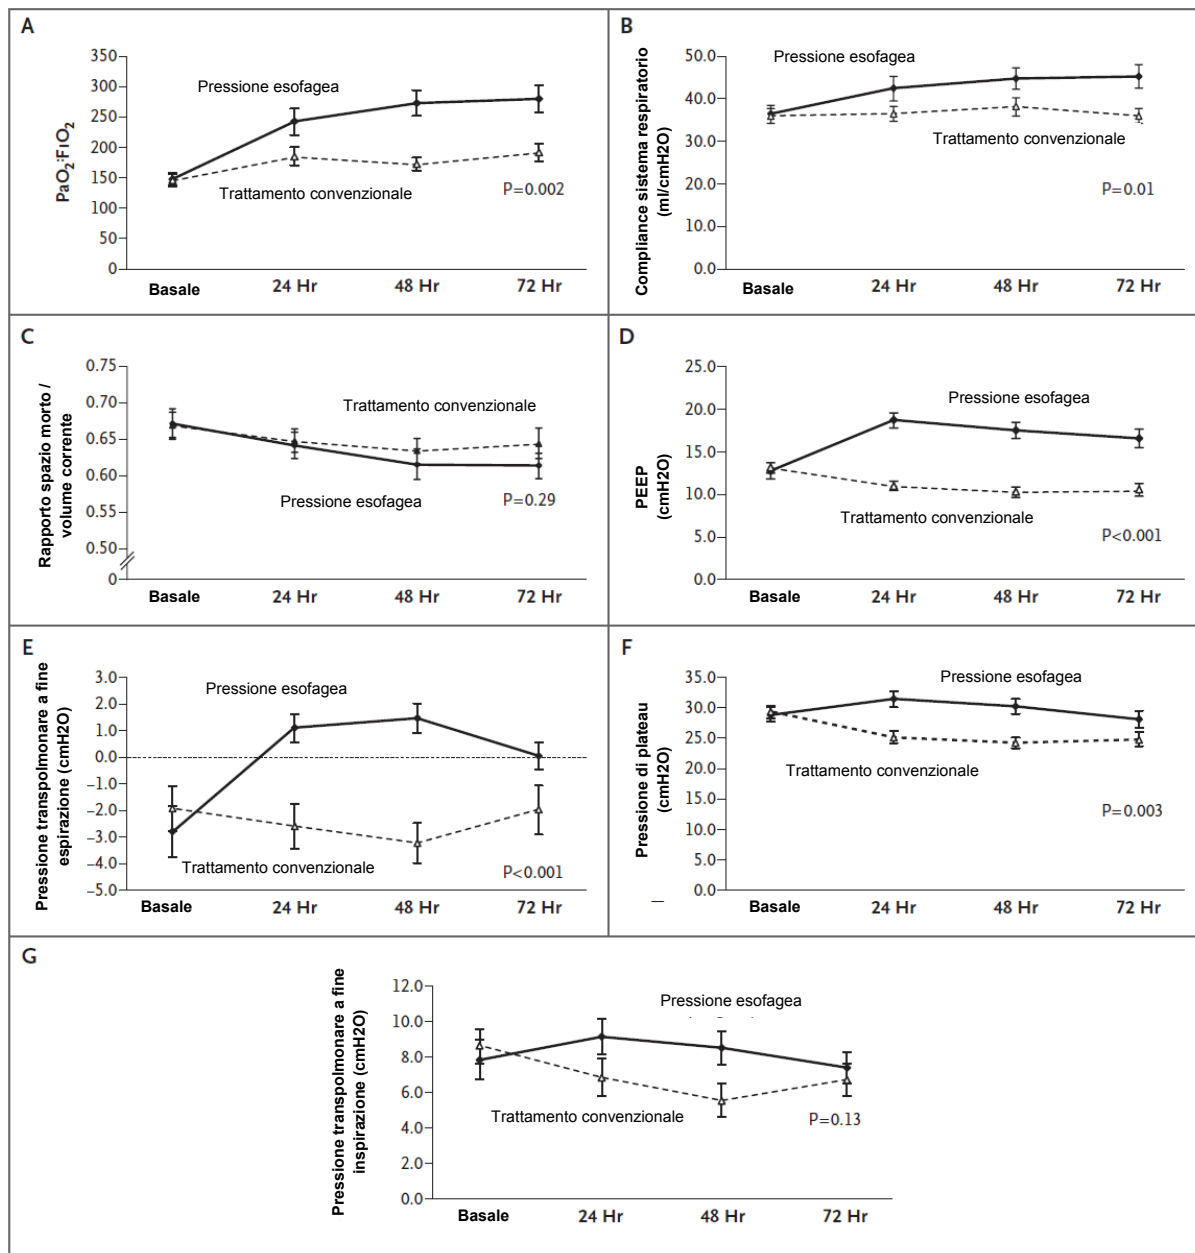 A
350
300
250
200
150
100
50
0
PaO2:FiO2
Pressione esofagea
Trattamento convenzionale
P=0.002
Basale 24 Hr 48 Hr 72 Hr
B
50.0
40.0
30.0
20.0
10.0
0.0
Compliance sistema respiratorio
(ml/cmH2O)
Pressione esofagea
Trattamento convenzionale
P=0.01
Basale 24 Hr 48 Hr 72 Hr
C
0.75
0.70
0.65
0.60
0.55
0.50
0
Rapporto spazio morto /
volume corrente
Trattamento convenzionale
Pressione esofagea
P=0.29
Basale 24 Hr 48 Hr 72 Hr
D
25.0
20.0
15.0
10.0
5.0
0.0
PEEP
(cmH2O)
Pressione esofagea
Trattamento convenzionale
P<0.001
Basale 24 Hr 48 Hr 72 Hr
E
3.0
2.0
1.0
0.0
−1.0
−2.0
−3.0
−4.0
−5.0
Pressione transpolmonare a fine
espirazione (cmH2O)
Pressione esofagea
Trattamento convenzionale
P<0.001
Basale 24 Hr 48 Hr 72 Hr
F
35.0
30.0
25.0
20.0
15.0
10.0
5.0
0.0
Pressione di plateau
(cmH2O)
Pressione esofagea
Trattamento convenzionale
P=0.003
Basale 24 Hr 48 Hr 72 Hr
G
12.0
10.0
8.0
6.0
4.0
2.0
0.0
Pressione transpolmonare a fine
inspirazione (cmH2O)
Pressione esofagea
Trattamento convenzionale
P=0.13
Basale 24 Hr 48 Hr 72 Hr